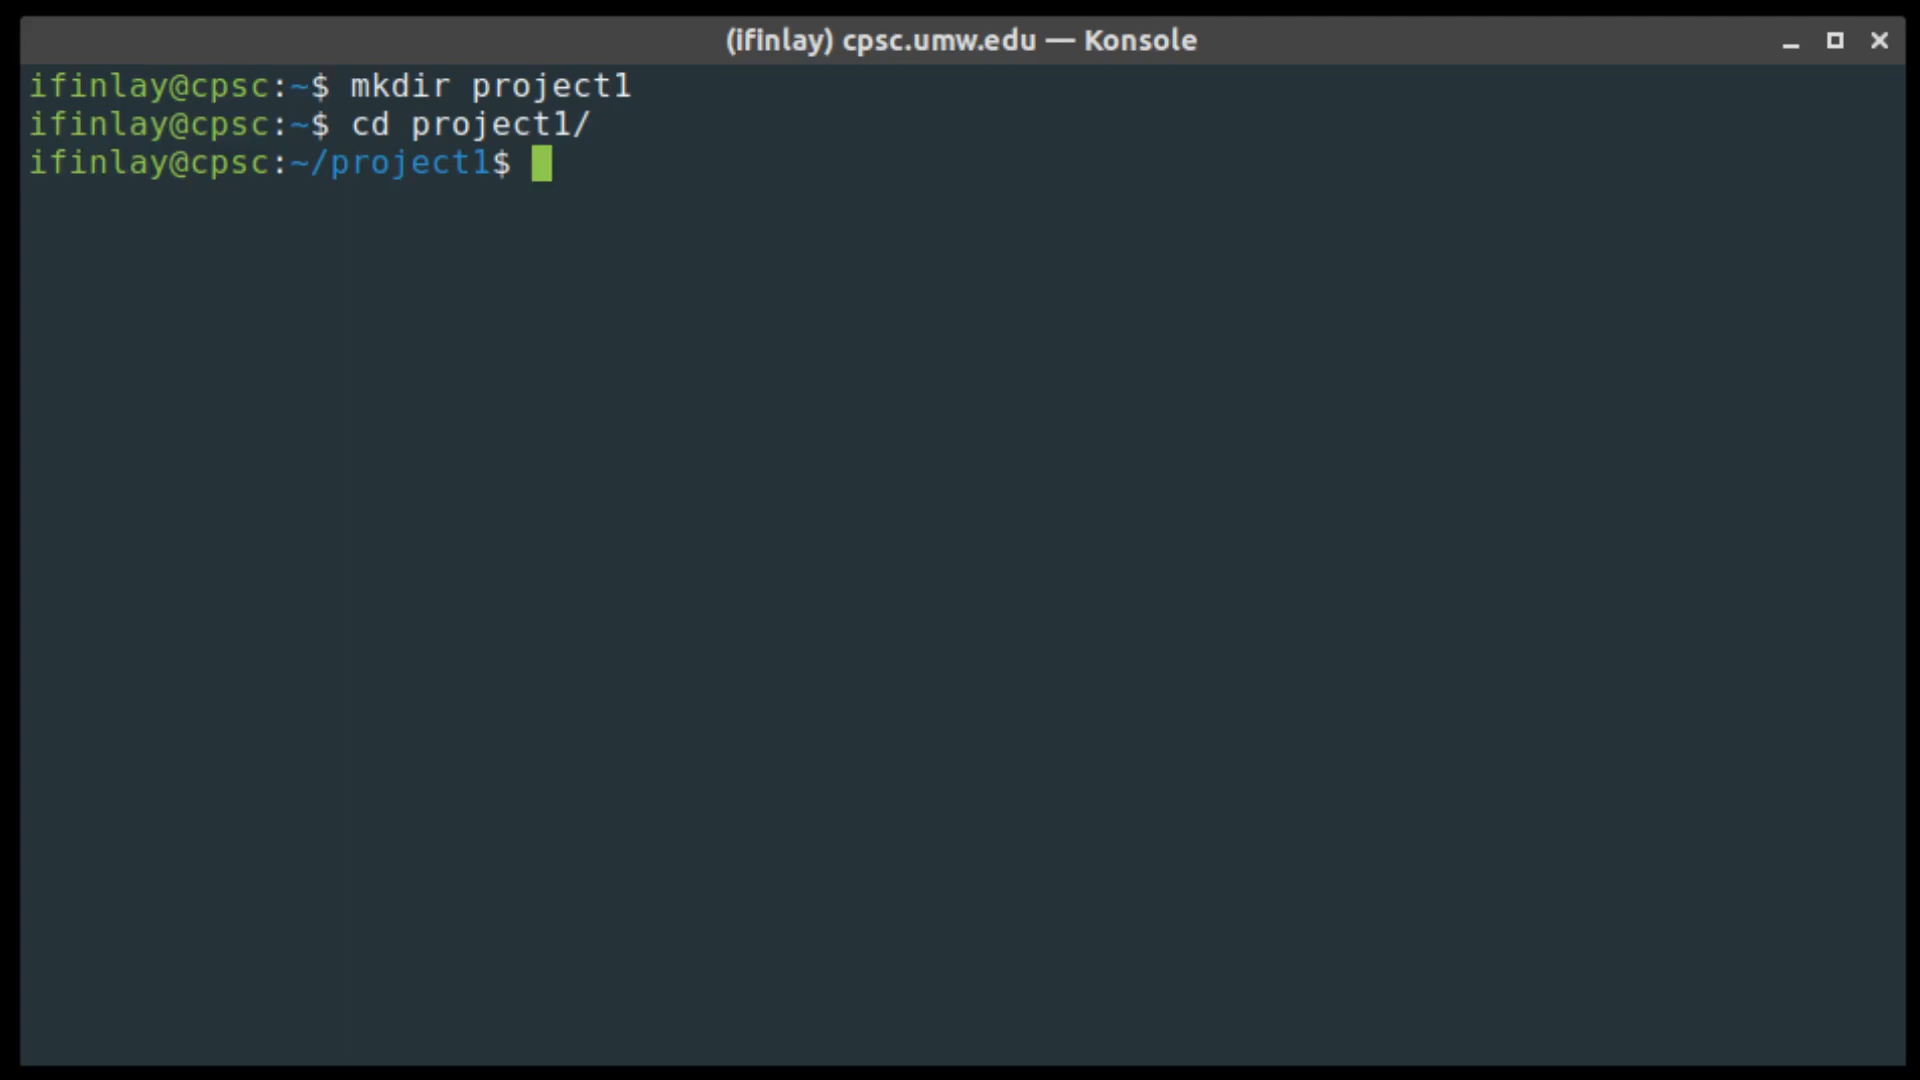 (ifinlay) cpsc.umw.edu — Konsole
ifinlay@cpsc:~$ mkdir project1
ifinlay@cpsc:~$ cd project1/
ifinlay@cpsc:~/project1$